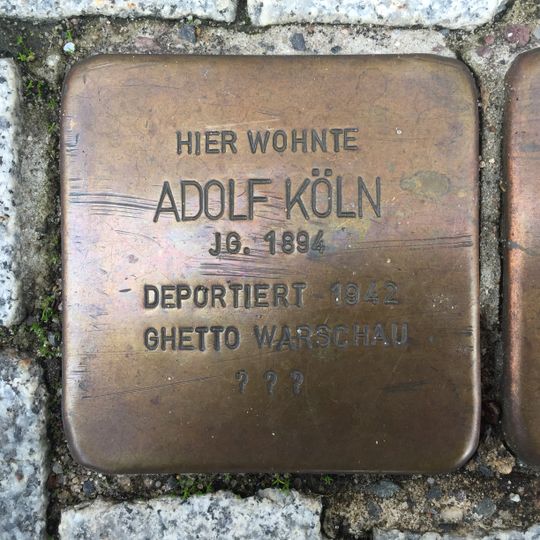 HIER WOHNTE
ADOLF KÖLN
JG. 1894
DEPORTIERT 1942
GHETTO WARSCHAU
? ? ?